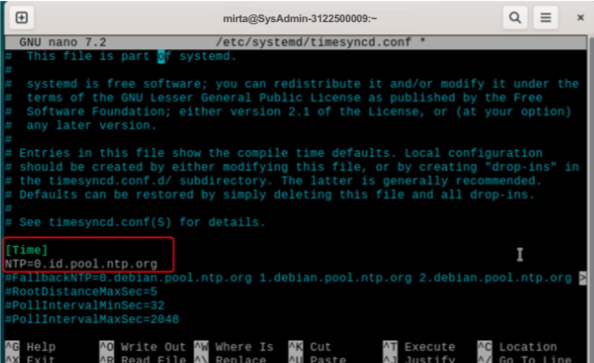 mirta@SysAdmin-3122500009:~
GNU nano 7.2 /etc/systemd/timesyncd.conf *
#  This file is part of systemd.
#
#  systemd is free software; you can redistribute it and/or modify it under the
#  terms of the GNU Lesser General Public License as published by the Free
#  Software Foundation; either version 2.1 of the License, or (at your option)
#  any later version.
#
# Entries in this file show the compile time defaults. Local configuration
# should be created by either modifying this file, or by creating "drop-ins" in
# the timesyncd.conf.d/ subdirectory. The latter is generally recommended.
# Defaults can be restored by simply deleting this file and all drop-ins.
#
# See timesyncd.conf(5) for details.
[Time]
NTP=0.id.pool.ntp.org
#FallbackNTP=0.debian.pool.ntp.org 1.debian.pool.ntp.org 2.debian.pool.ntp.org >
#RootDistanceMaxSec=5
#PollIntervalMinSec=32
#PollIntervalMaxSec=2048
^G Help ^O Write Out ^W Where Is ^K Cut ^T Execute ^C Location
^X Exit ^R Read File ^\ Replace ^U Paste ^J Justify ^/ Go To Line